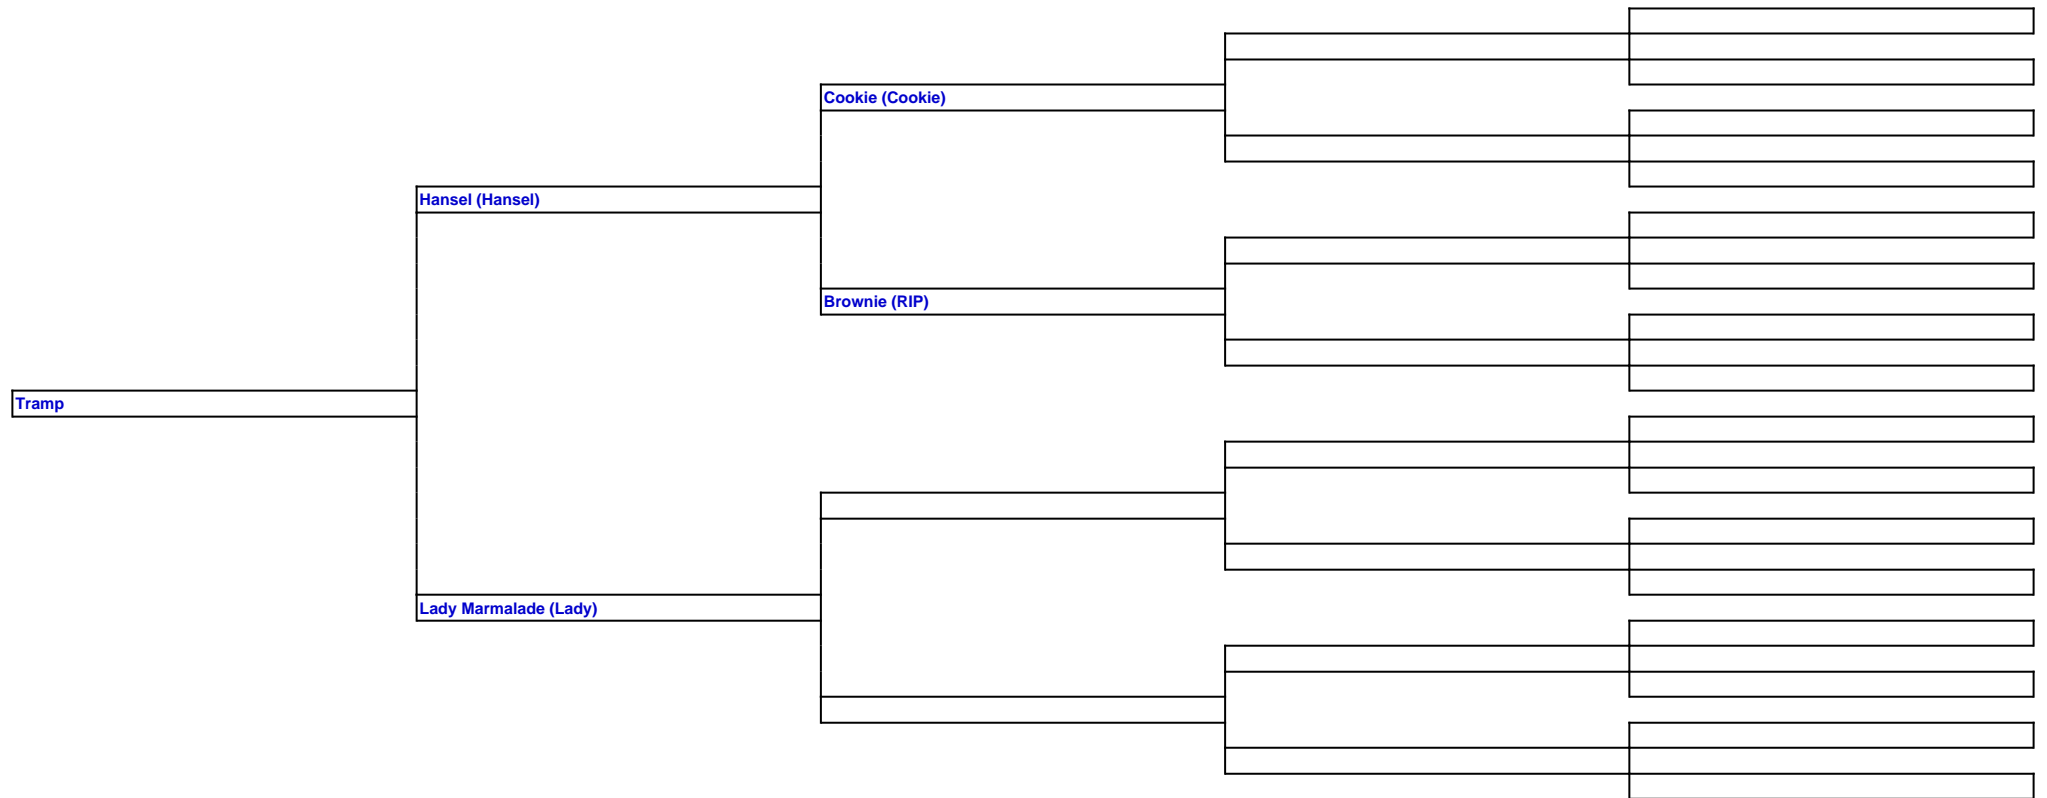 Cookie (Cookie)
Hansel (Hansel)
Brownie (RIP)
Tramp
Lady Marmalade (Lady)